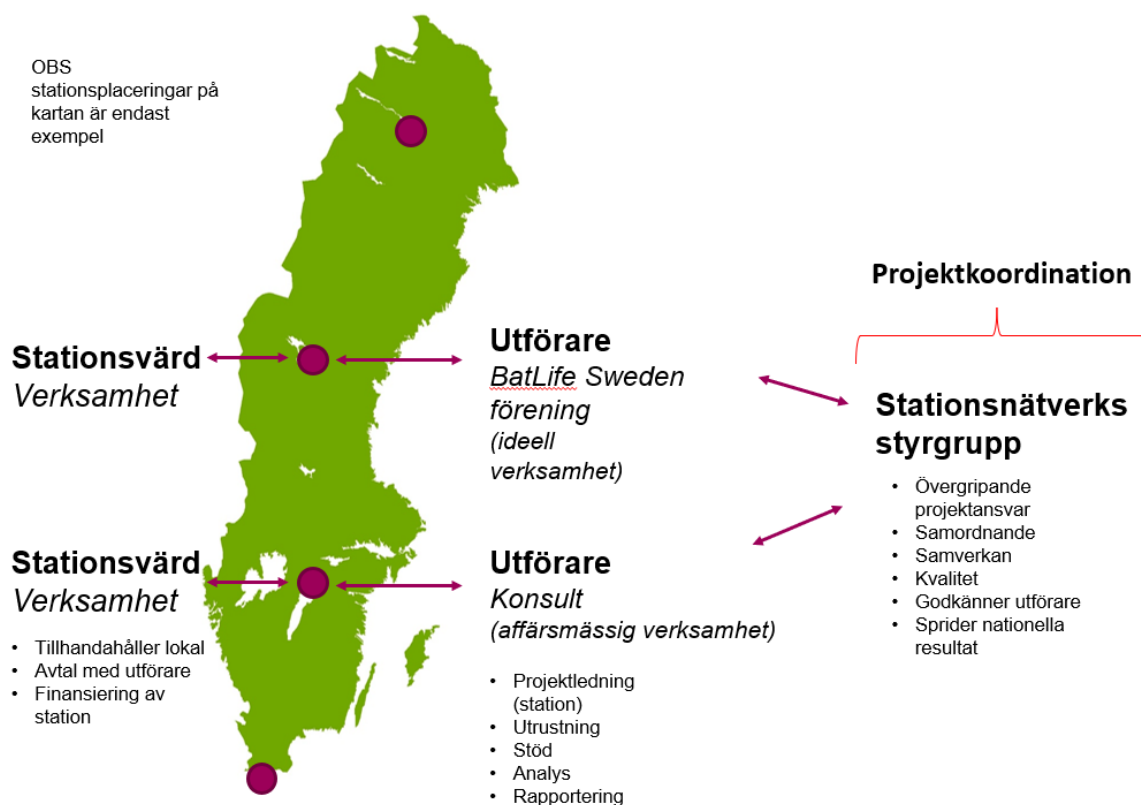 OBS
stationsplaceringar på
kartan är endast
exempel
Projektkoordination
Stationsvärd
Verksamhet
Utförare
BatLife Sweden
förening
(ideell
verksamhet)
Stationsnätverks
styrgrupp
• Övergripande
projektansvar
• Samordnande
• Samverkan
• Kvalitet
• Godkänner utförare
• Sprider nationella
resultat
Stationsvärd
Verksamhet
• Tillhandahåller lokal
• Avtal med utförare
• Finansiering av
station
Utförare
Konsult
(affärsmässig verksamhet)
• Projektledning
(station)
• Utrustning
• Stöd
• Analys
• Rapportering